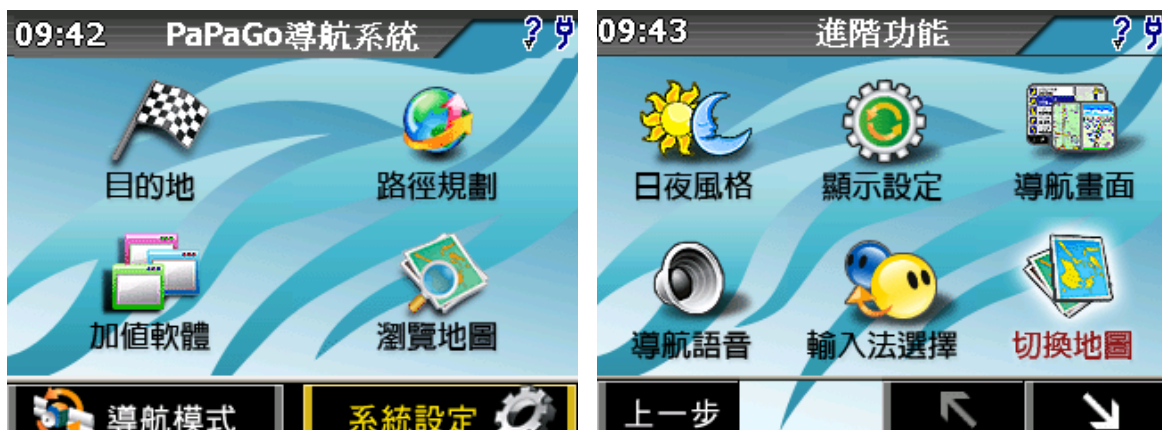 09:42 PaPaGo導航系統
目的地 路徑規劃
加值軟體 瀏覽地圖
導航模式 系統設定
09:43 進階功能
日夜風格 顯示設定 導航畫面
導航語音 輸入法選擇 切換地圖
上一步